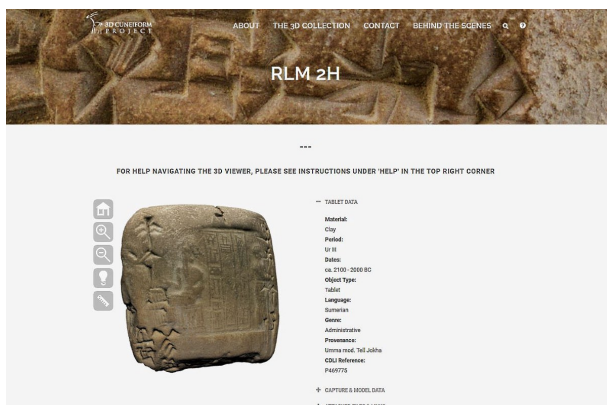 3D CUNEIFORM
PROJECT
ABOUT THE 3D COLLECTION CONTACT BEHIND THE SCENES
RLM 2H
---
FOR HELP NAVIGATING THE 3D VIEWER, PLEASE SEE INSTRUCTIONS UNDER 'HELP' IN THE TOP RIGHT CORNER
− TABLET DATA
Material:
Clay
Period:
Ur III
Dates:
ca. 2100 - 2000 BC
Object Type:
Tablet
Language:
Sumerian
Genre:
Administrative
Provenance:
Umma mod. Tell Jokha
CDLI Reference:
P469775
+ CAPTURE & MODEL DATA